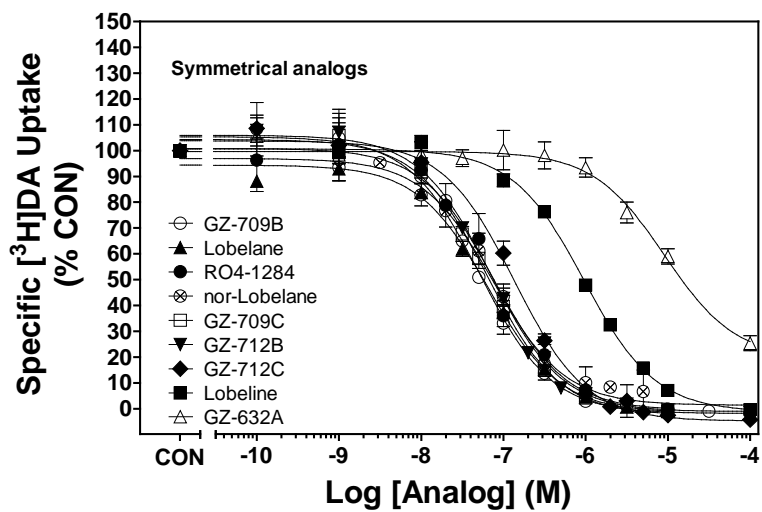 150
140
130
120
110
100
90
80
70
60
50
40
30
20
10
0
Specific [³H]DA Uptake
(% CON)
Symmetrical analogs
GZ-709B
Lobelane
RO4-1284
nor-Lobelane
GZ-709C
GZ-712B
GZ-712C
Lobeline
GZ-632A
CON -10 -9 -8 -7 -6 -5 -4
Log [Analog] (M)